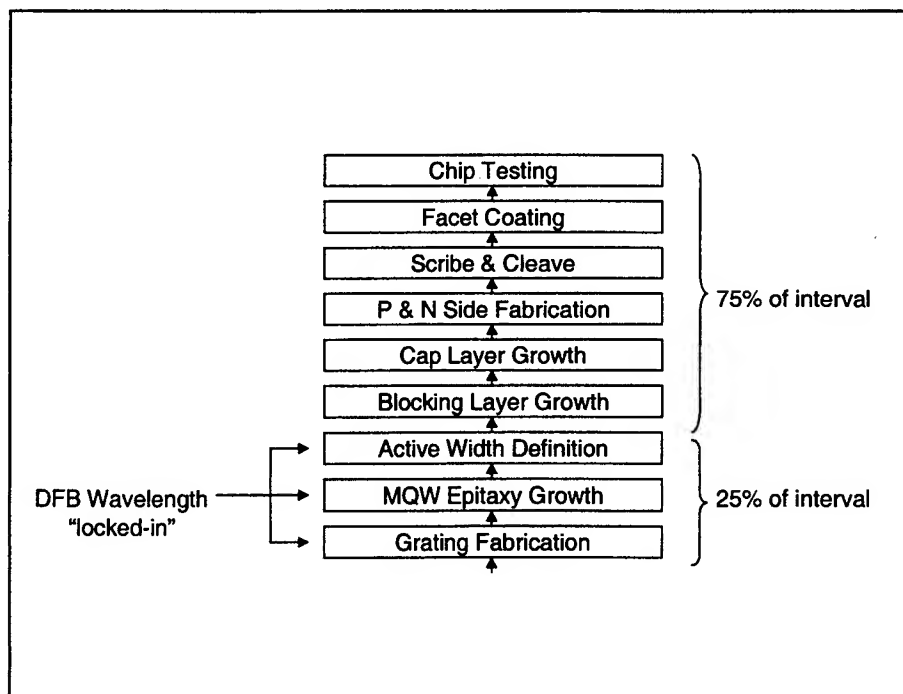 Chip Testing
Facet Coating
Scribe & Cleave
P & N Side Fabrication
75% of interval
Cap Layer Growth
Blocking Layer Growth
Active Width Definition
DFB Wavelength
"locked-in"
MQW Epitaxy Growth
25% of interval
Grating Fabrication